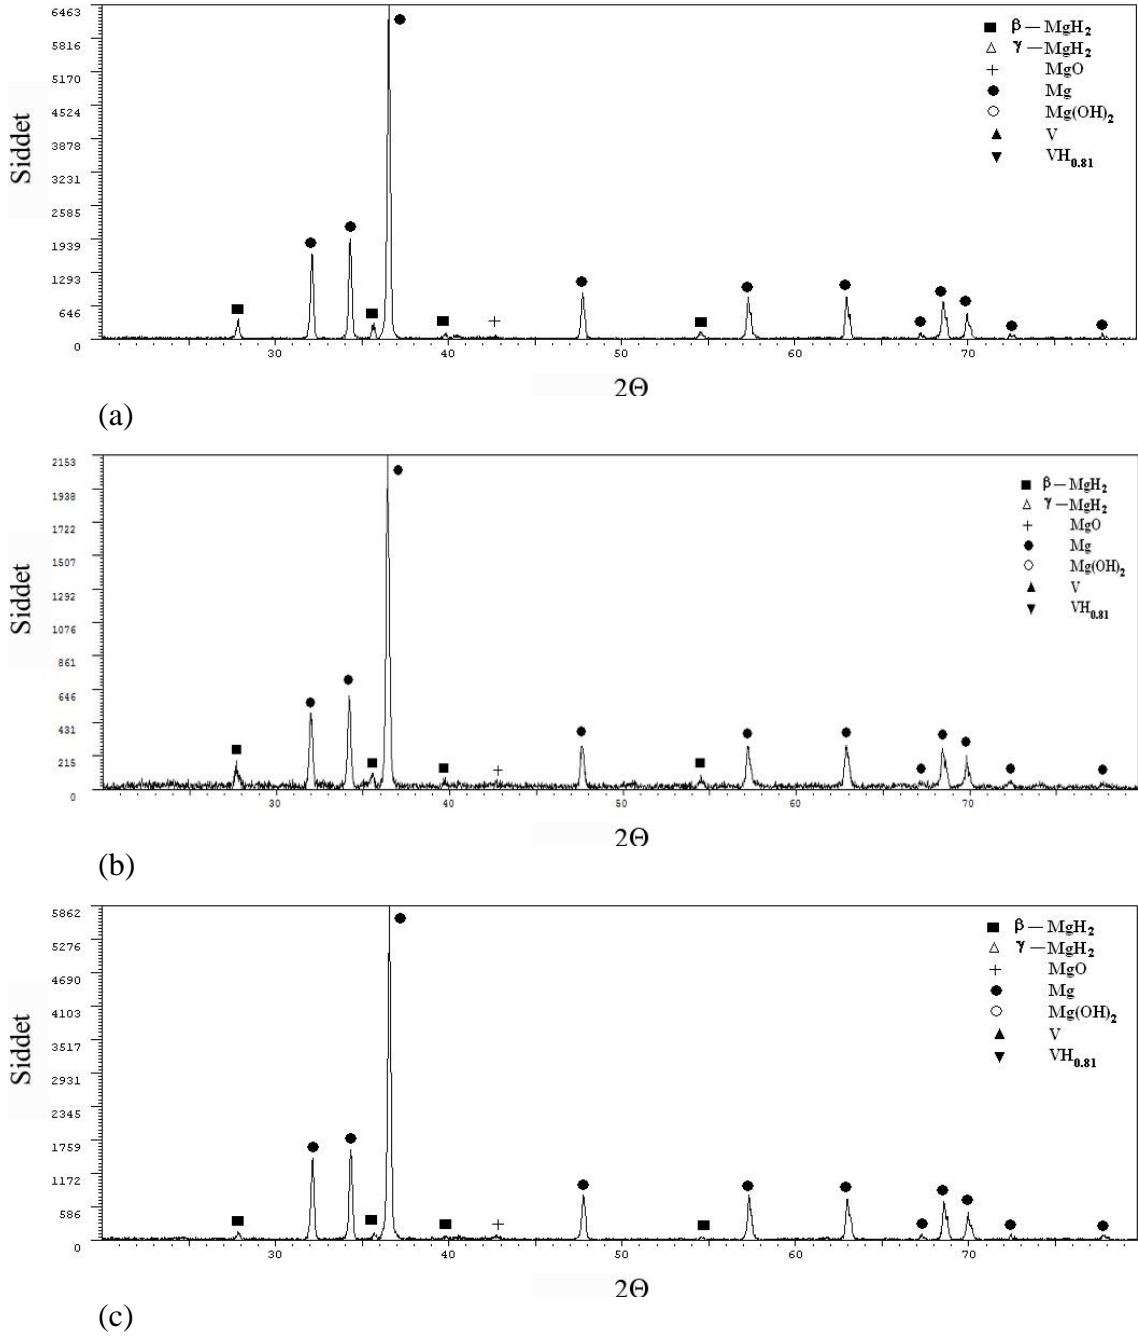 6463
5816
5170
4524
3878
3231
2585
1939
1293
646
0
Siddet
β — MgH2
γ — MgH2
MgO
Mg
Mg(OH)2
V
VH0.81
30 40 50 60 70
2Θ
(a)
2153
1938
1722
1507
1292
1076
861
646
431
215
0
Siddet
β — MgH2
γ — MgH2
MgO
Mg
Mg(OH)2
V
VH0.81
30 40 50 60 70
2Θ
(b)
5862
5276
4690
4103
3517
2931
2345
1759
1172
586
0
Siddet
β — MgH2
γ — MgH2
MgO
Mg
Mg(OH)2
V
VH0.81
30 40 50 60 70
2Θ
(c)